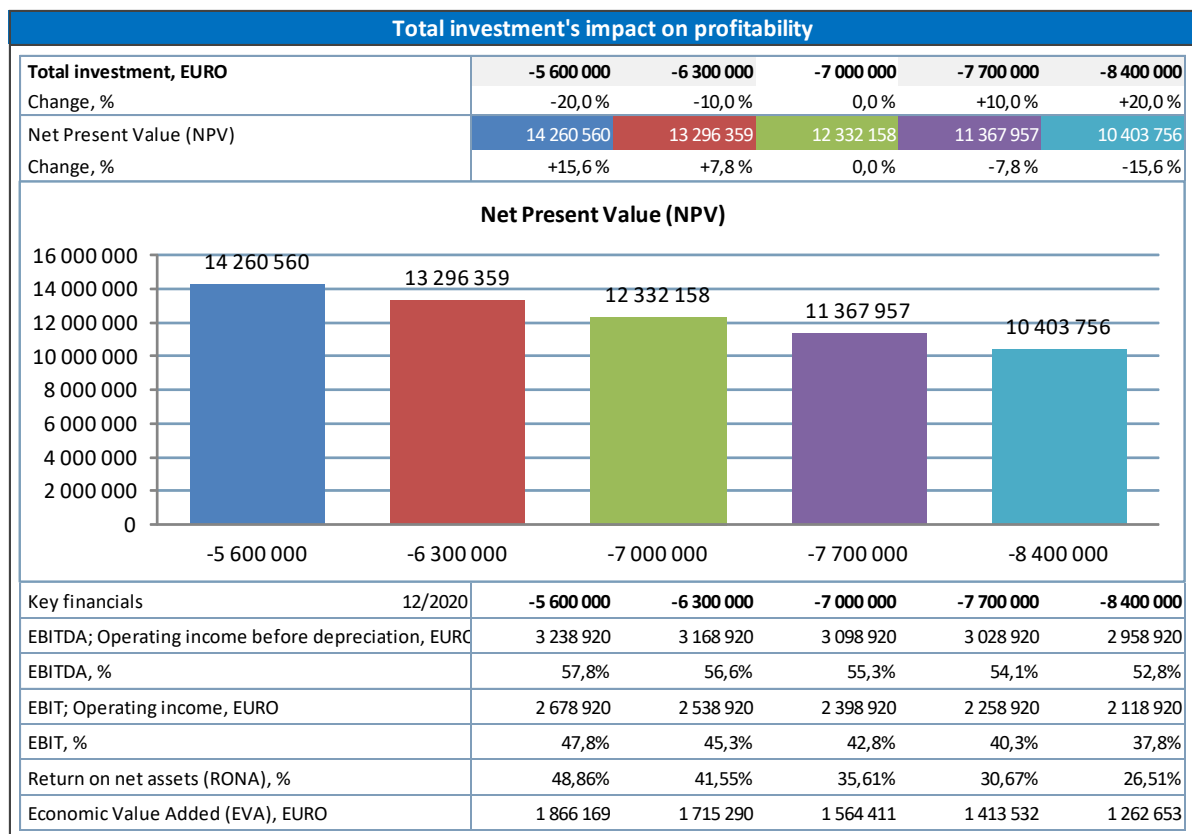 Total investment's impact on profitability
Total investment, EURO -5 600 000 -6 300 000 -7 000 000 -7 700 000 -8 400 000
Change, % -20,0 % -10,0 % 0,0 % +10,0 % +20,0 %
Net Present Value (NPV) 14 260 560 13 296 359 12 332 158 11 367 957 10 403 756
Change, % +15,6 % +7,8 % 0,0 % -7,8 % -15,6 %
Net Present Value (NPV)
16 000 000
14 000 000
12 000 000
10 000 000
8 000 000
6 000 000
4 000 000
2 000 000
0
14 260 560
13 296 359
12 332 158
11 367 957
10 403 756
-5 600 000 -6 300 000 -7 000 000 -7 700 000 -8 400 000
Key financials 12/2020 -5 600 000 -6 300 000 -7 000 000 -7 700 000 -8 400 000
EBITDA; Operating income before depreciation, EURO 3 238 920 3 168 920 3 098 920 3 028 920 2 958 920
EBITDA, % 57,8% 56,6% 55,3% 54,1% 52,8%
EBIT; Operating income, EURO 2 678 920 2 538 920 2 398 920 2 258 920 2 118 920
EBIT, % 47,8% 45,3% 42,8% 40,3% 37,8%
Return on net assets (RONA), % 48,86% 41,55% 35,61% 30,67% 26,51%
Economic Value Added (EVA), EURO 1 866 169 1 715 290 1 564 411 1 413 532 1 262 653